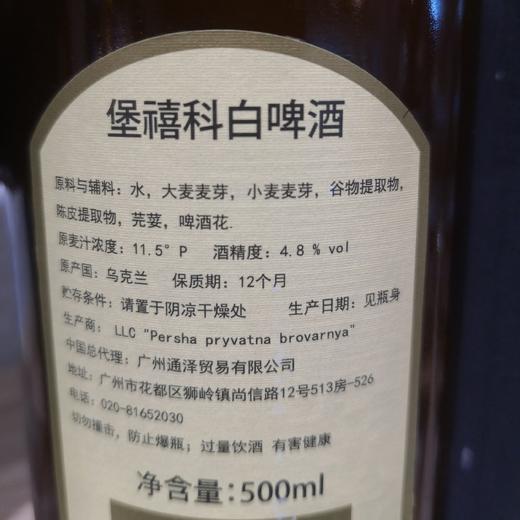 堡禧科白啤酒
原料与辅料：水，大麦麦芽，小麦麦芽，谷物提取物，
陈皮提取物，芫荽，啤酒花.
原麦汁浓度：11.5° P 酒精度：4.8 % vol
原产国：乌克兰 保质期：12个月
贮存条件：请置于阴凉干燥处 生产日期：见瓶身
生产商： LLC "Persha pryvatna brovarnya"
中国总代理：广州通泽贸易有限公司
地址：广州市花都区狮岭镇尚信路12号513房-526
电话：020-81652030
切勿撞击，防止爆瓶；过量饮酒 有害健康
净含量：500ml